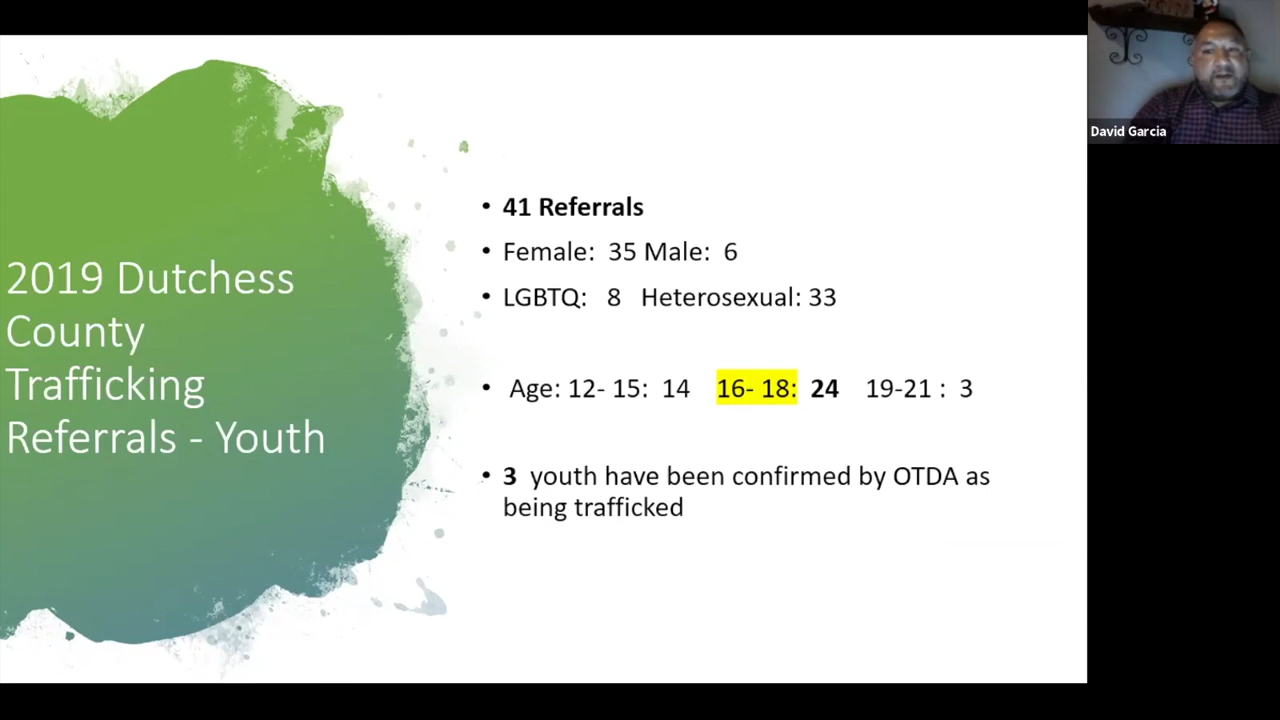 2019 Dutchess
County
Trafficking
Referrals - Youth
• 41 Referrals
• Female:  35 Male:  6
• LGBTQ:  8  Heterosexual: 33
• Age: 12- 15:  14  16- 18:  24  19-21 :  3
• 3  youth have been confirmed by OTDA as
being trafficked
David Garcia